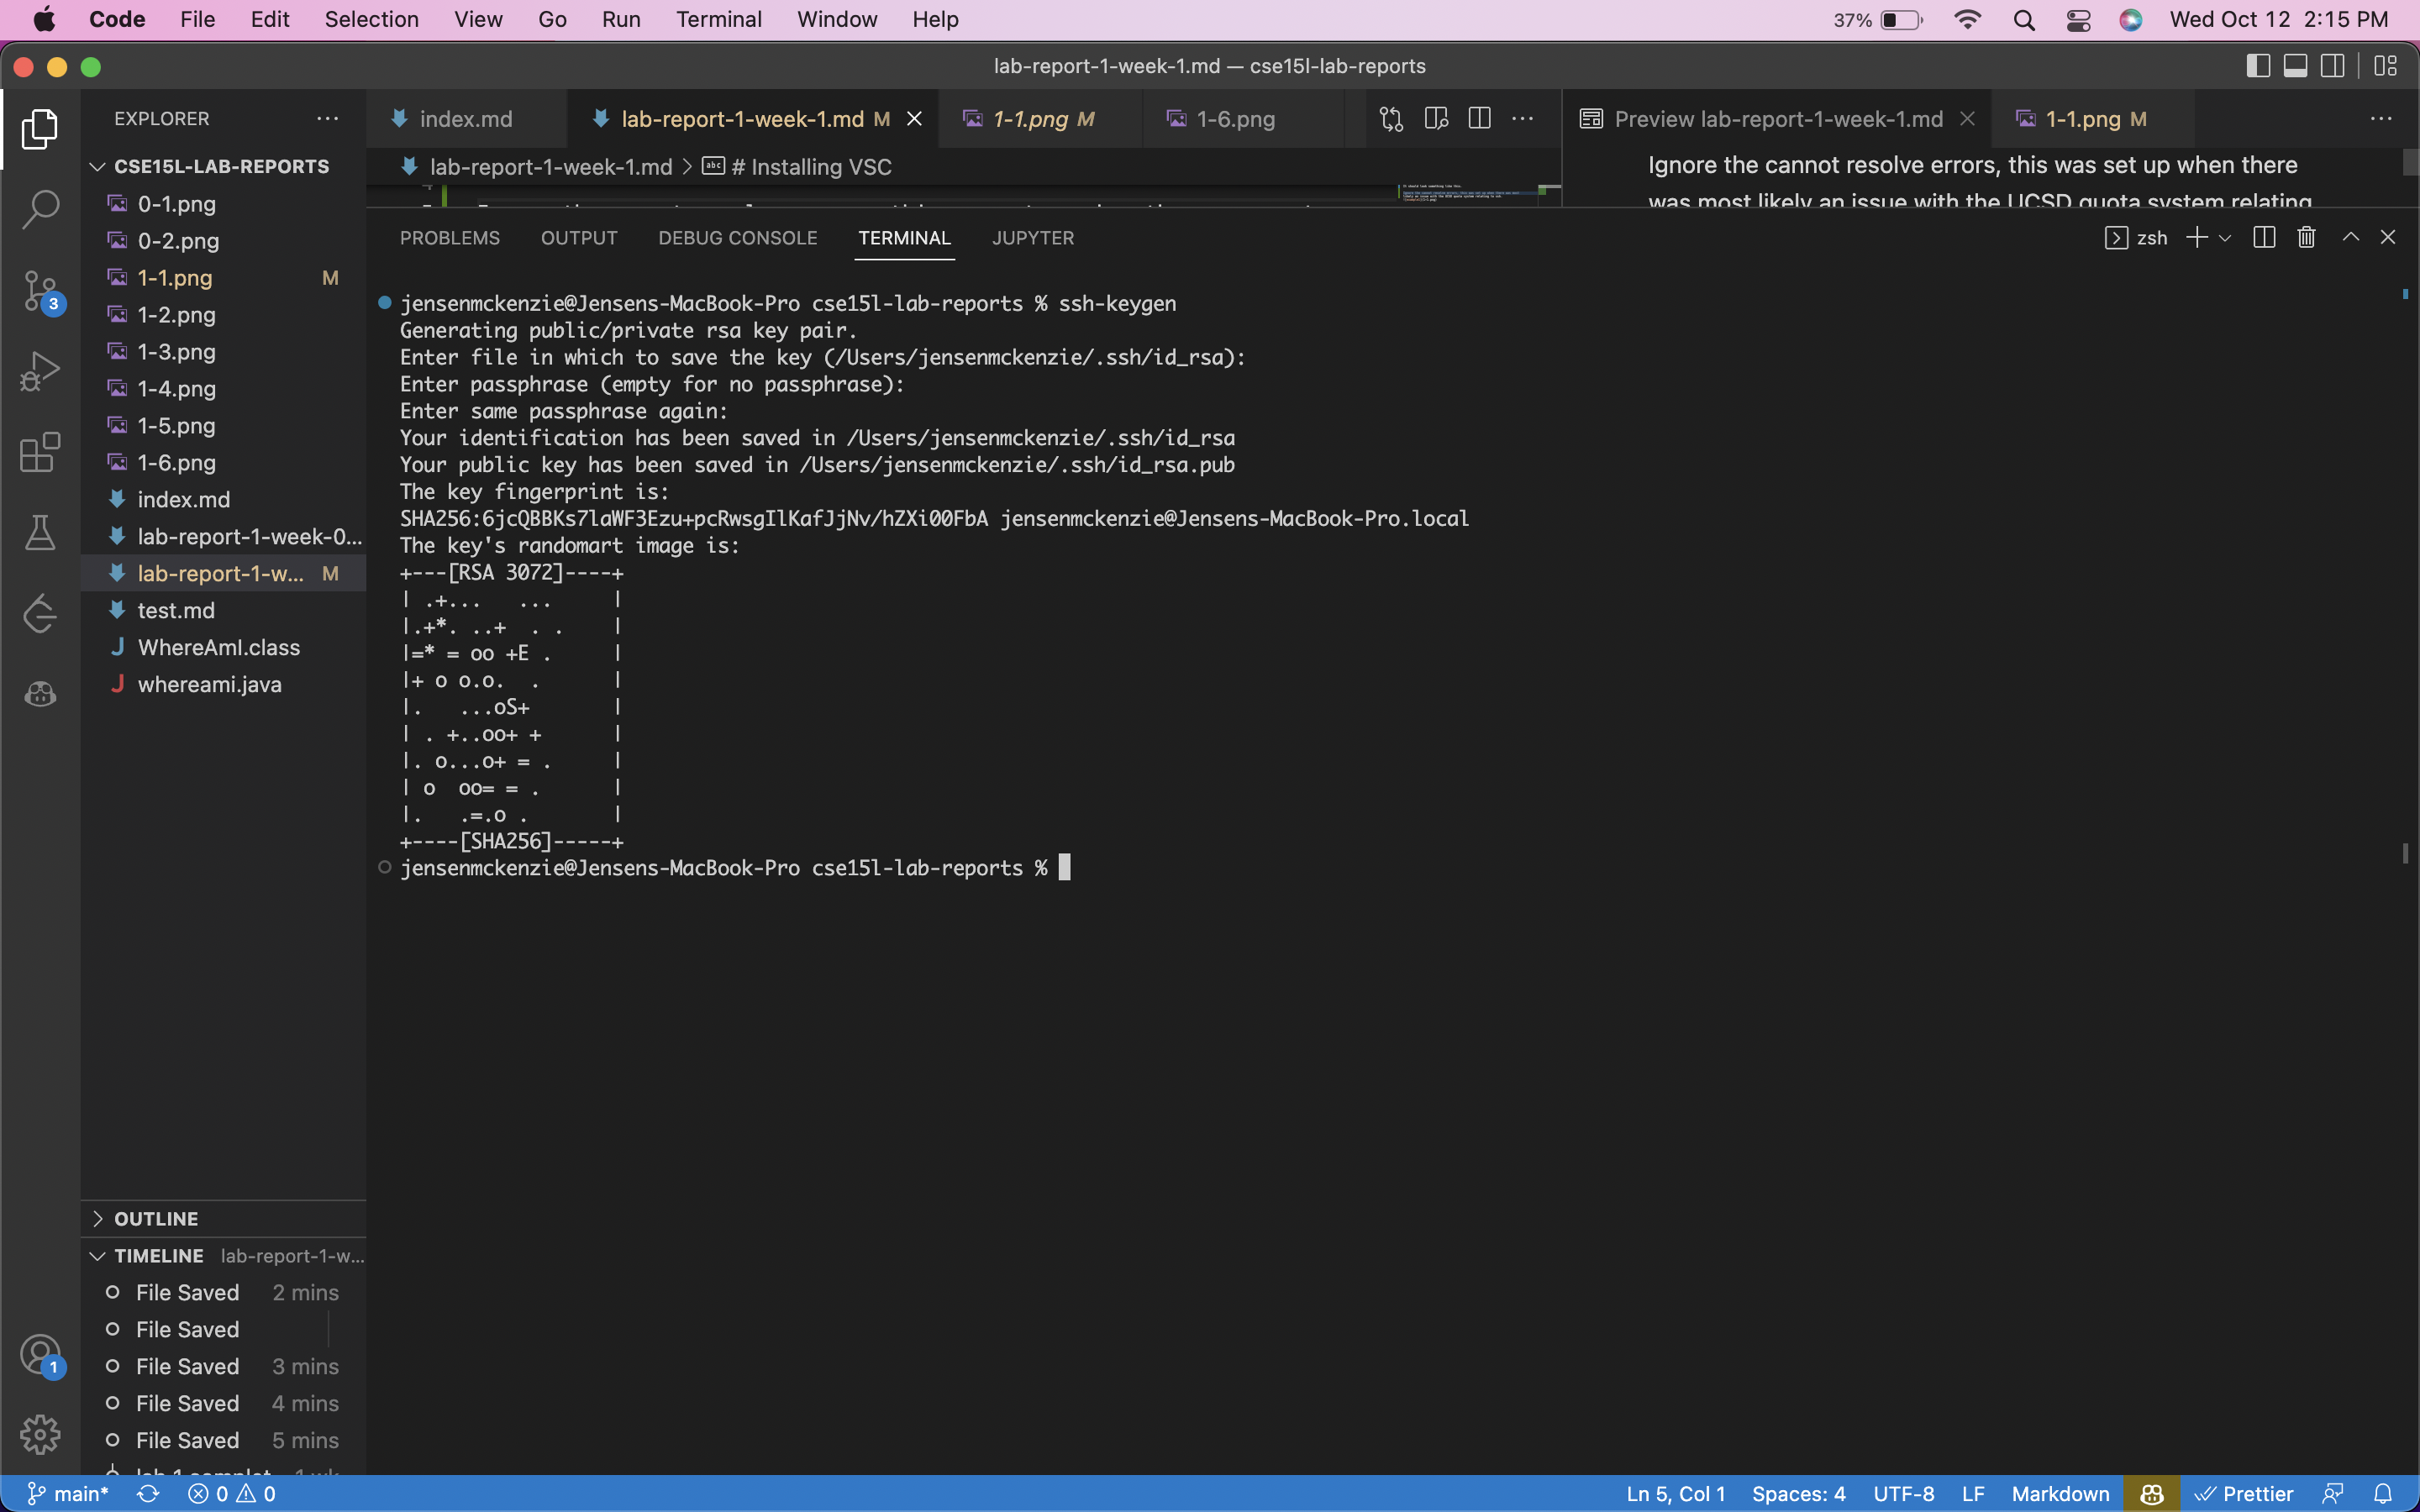 Code File Edit Selection View Go Run Terminal Window Help 37% Wed Oct 12 2:15 PM
lab-report-1-week-1.md — cse15l-lab-reports
EXPLORER
index.md
lab-report-1-week-1.md M
1-1.png M
1-6.png
Preview lab-report-1-week-1.md
1-1.png M
lab-report-1-week-1.md > abc # Installing VSC
Ignore the cannot resolve errors, this was set up when there
was most likely an issue with the UCSD quota system relating
CSE15L-LAB-REPORTS
0-1.png
0-2.png
1-1.png M
1-2.png
1-3.png
1-4.png
1-5.png
1-6.png
index.md
lab-report-1-week-0...
lab-report-1-w... M
test.md
J WhereAmI.class
J whereami.java
3
1
OUTLINE
TIMELINE lab-report-1-w...
File Saved 2 mins
File Saved
File Saved 3 mins
File Saved 4 mins
File Saved 5 mins
PROBLEMS OUTPUT DEBUG CONSOLE TERMINAL JUPYTER zsh
jensenmckenzie@Jensens-MacBook-Pro cse15l-lab-reports % ssh-keygen
Generating public/private rsa key pair.
Enter file in which to save the key (/Users/jensenmckenzie/.ssh/id_rsa):
Enter passphrase (empty for no passphrase):
Enter same passphrase again:
Your identification has been saved in /Users/jensenmckenzie/.ssh/id_rsa
Your public key has been saved in /Users/jensenmckenzie/.ssh/id_rsa.pub
The key fingerprint is:
SHA256:6jcQBBKs7laWF3Ezu+pcRwsgIlKafJjNv/hZXi00FbA jensenmckenzie@Jensens-MacBook-Pro.local
The key's randomart image is:
+---[RSA 3072]----+
| .+...   ...     |
|.+*. ..+  . .    |
|=* = oo +E .     |
|+ o o.o.  .      |
|.   ...oS+       |
| . +..oo+ +      |
|. o...o+ = .     |
| o  oo= = .      |
|.   .=.o .       |
+----[SHA256]-----+
jensenmckenzie@Jensens-MacBook-Pro cse15l-lab-reports %
main* 0 0 Ln 5, Col 1 Spaces: 4 UTF-8 LF Markdown Prettier